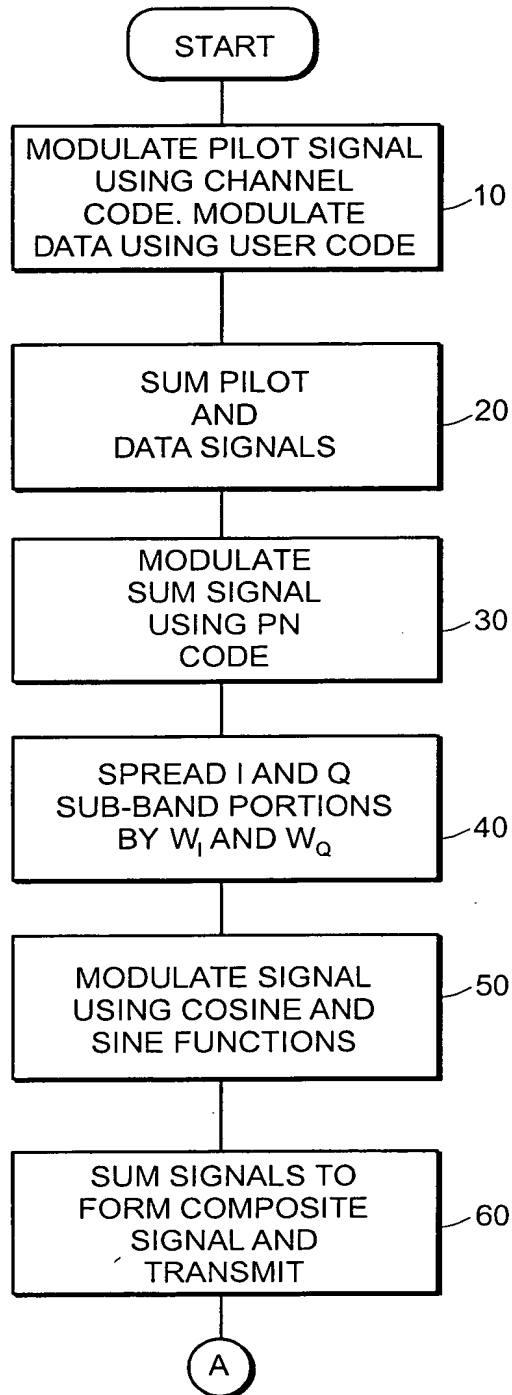 START
MODULATE PILOT SIGNAL
USING CHANNEL
CODE. MODULATE
DATA USING USER CODE
10
SUM PILOT
AND
DATA SIGNALS
20
MODULATE
SUM SIGNAL
USING PN
CODE
30
SPREAD I AND Q
SUB-BAND PORTIONS
BY W_I AND W_Q
40
MODULATE SIGNAL
USING COSINE AND
SINE FUNCTIONS
50
SUM SIGNALS TO
FORM COMPOSITE
SIGNAL AND
TRANSMIT
60
A